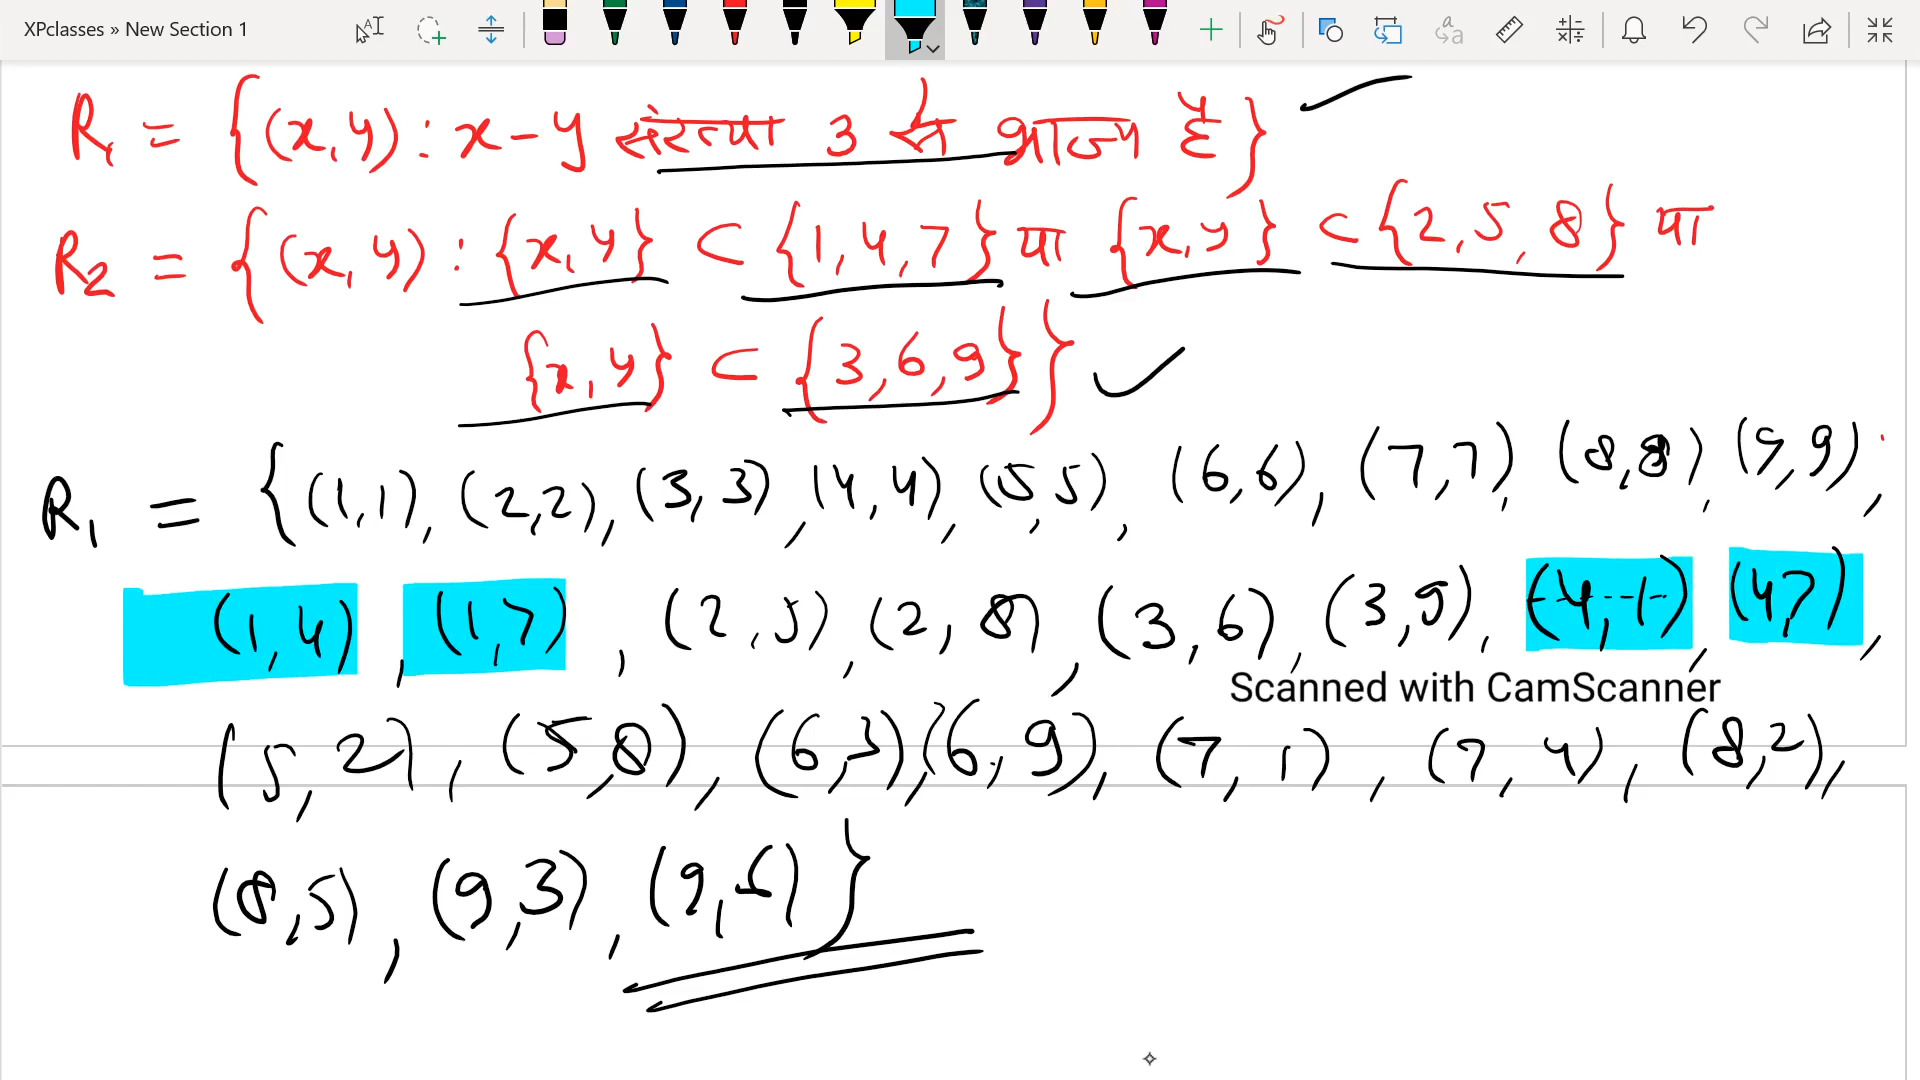 XPclasses » New Section 1
R₁ = {(x,y) : x-y संख्या 3 से भाज्य है}
R2 = {(x,y) : {x,y} ⊂ {1,4,7} या {x,y} ⊂ {2,5,8} या
{x,y} ⊂ {3,6,9}}
R₁ = {(1,1), (2,2), (3,3), (4,4), (5,5), (6,6), (7,7), (8,8), (9,9),
(1,4), (1,7), (2,5), (2,8), (3,6), (3,9), (4,1), (4,7),
Scanned with CamScanner
(5,2), (5,8), (6,3), (6,9), (7,1), (7,4), (8,2),
(8,5), (9,3), (9,6)}